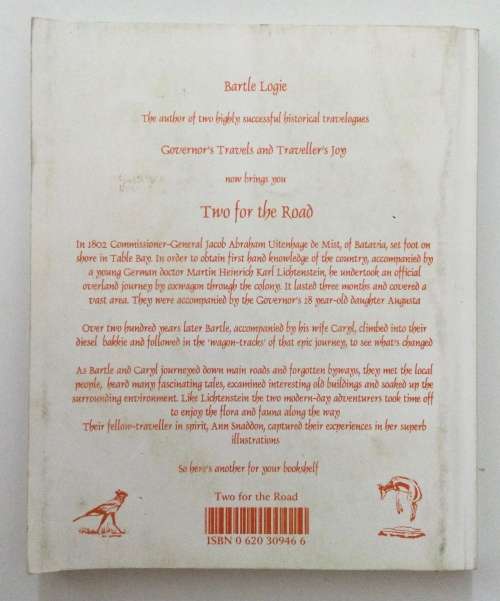 Bartle Logie
The author of two highly successful historical travelogues
Governor's Travels and Traveller's Joy
now brings you
Two for the Road
In 1802 Commissioner-General Jacob Abraham Uitenhage de Mist, of Batavia, set foot on
shore in Table Bay. In order to obtain first hand knowledge of the country, accompanied by
a young German doctor Martin Heinrich Karl Lichtenstein, he undertook an official
overland journey by oxwagon through the colony. It lasted three months and covered a
vast area. They were accompanied by the Governor's 18 year-old daughter Augusta
Over two hundred years later Bartle, accompanied by his wife Caryl, climbed into their
diesel bakkie and followed in the 'wagon-tracks' of that epic journey, to see what's changed
As Bartle and Caryl journeyed down main roads and forgotten byways, they met the local
people, heard many fascinating tales, examined interesting old buildings and soaked up the
surrounding environment. Like Lichtenstein the two modern-day adventurers took time off
to enjoy the flora and fauna along the way
Their fellow-traveller in spirit, Ann Snaddon, captured their experiences in her superb
illustrations
So here's another for your bookshelf
Two for the Road
ISBN 0 620 30946 6